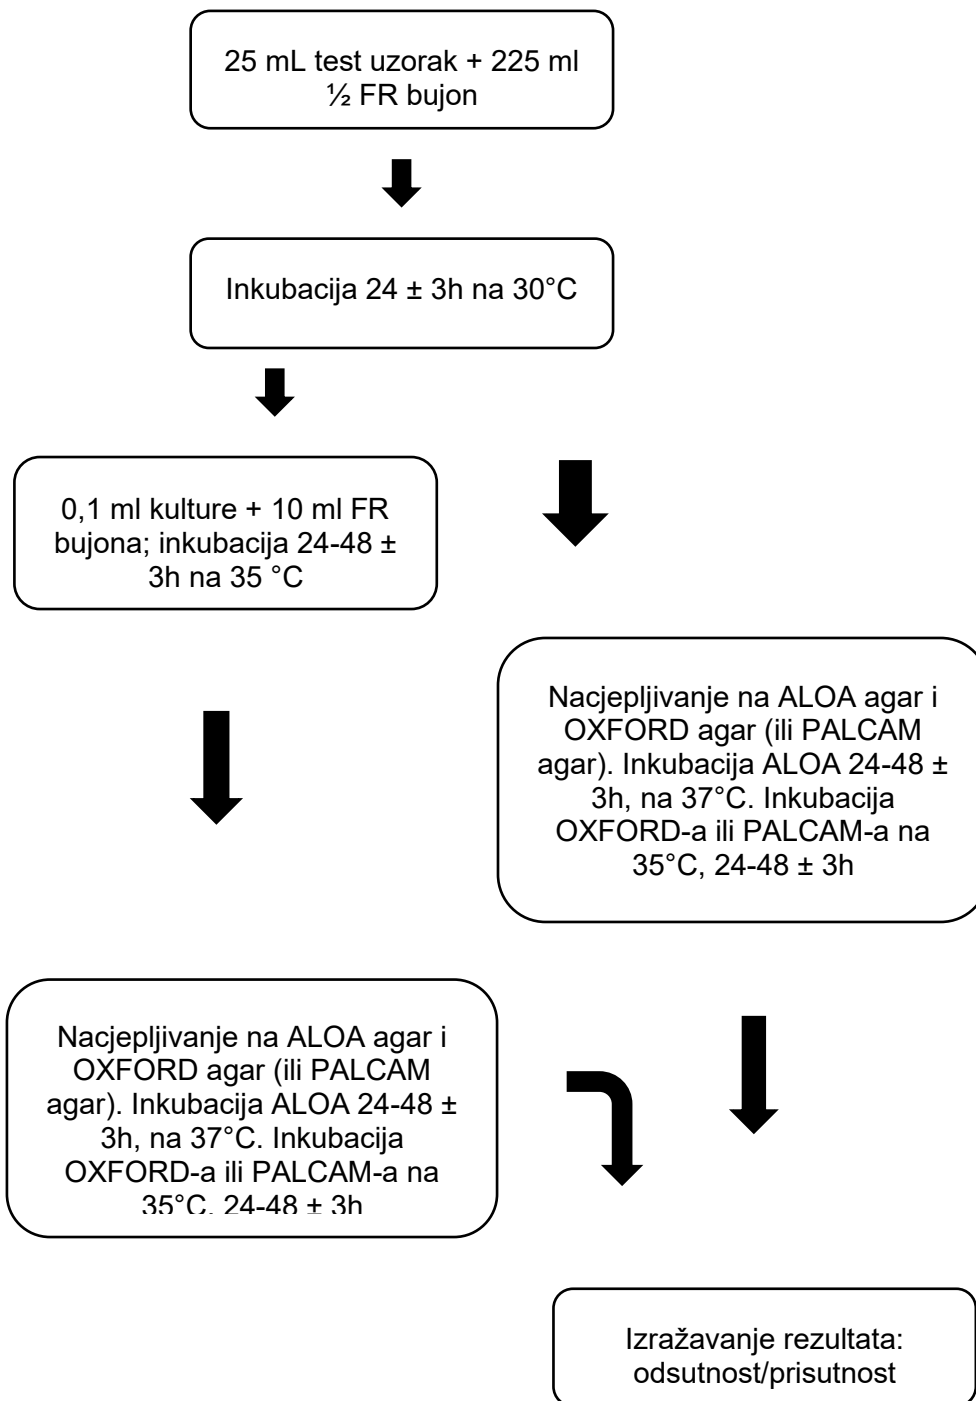 25 mL test uzorak + 225 ml
½ FR bujon
Inkubacija 24 ± 3h na 30°C
0,1 ml kulture + 10 ml FR
bujona; inkubacija 24-48 ±
3h na 35 °C
Nacjepljivanje na ALOA agar i
OXFORD agar (ili PALCAM
agar). Inkubacija ALOA 24-48 ±
3h, na 37°C. Inkubacija
OXFORD-a ili PALCAM-a na
35°C, 24-48 ± 3h
Nacjepljivanje na ALOA agar i
OXFORD agar (ili PALCAM
agar). Inkubacija ALOA 24-48 ±
3h, na 37°C. Inkubacija
OXFORD-a ili PALCAM-a na
35°C, 24-48 ± 3h
Izražavanje rezultata:
odsutnost/prisutnost